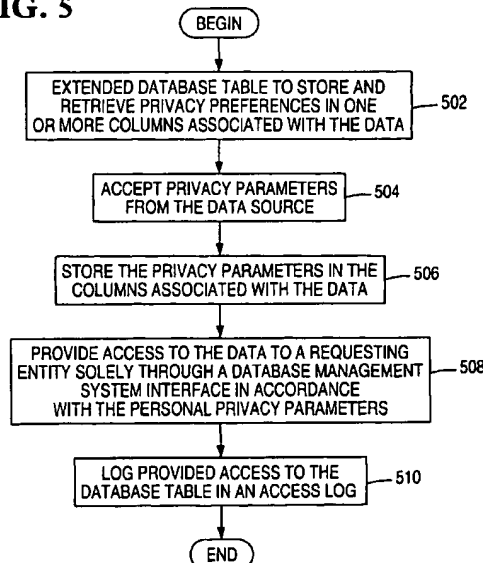 FIG. 5
BEGIN
EXTENDED DATABASE TABLE TO STORE AND
RETRIEVE PRIVACY PREFERENCES IN ONE
OR MORE COLUMNS ASSOCIATED WITH THE DATA
502
ACCEPT PRIVACY PARAMETERS
FROM THE DATA SOURCE
504
STORE THE PRIVACY PARAMETERS IN THE
COLUMNS ASSOCIATED WITH THE DATA
506
PROVIDE ACCESS TO THE DATA TO A REQUESTING
ENTITY SOLELY THROUGH A DATABASE MANAGEMENT
SYSTEM INTERFACE IN ACCORDANCE
WITH THE PERSONAL PRIVACY PARAMETERS
508
LOG PROVIDED ACCESS TO THE
DATABASE TABLE IN AN ACCESS LOG
510
END